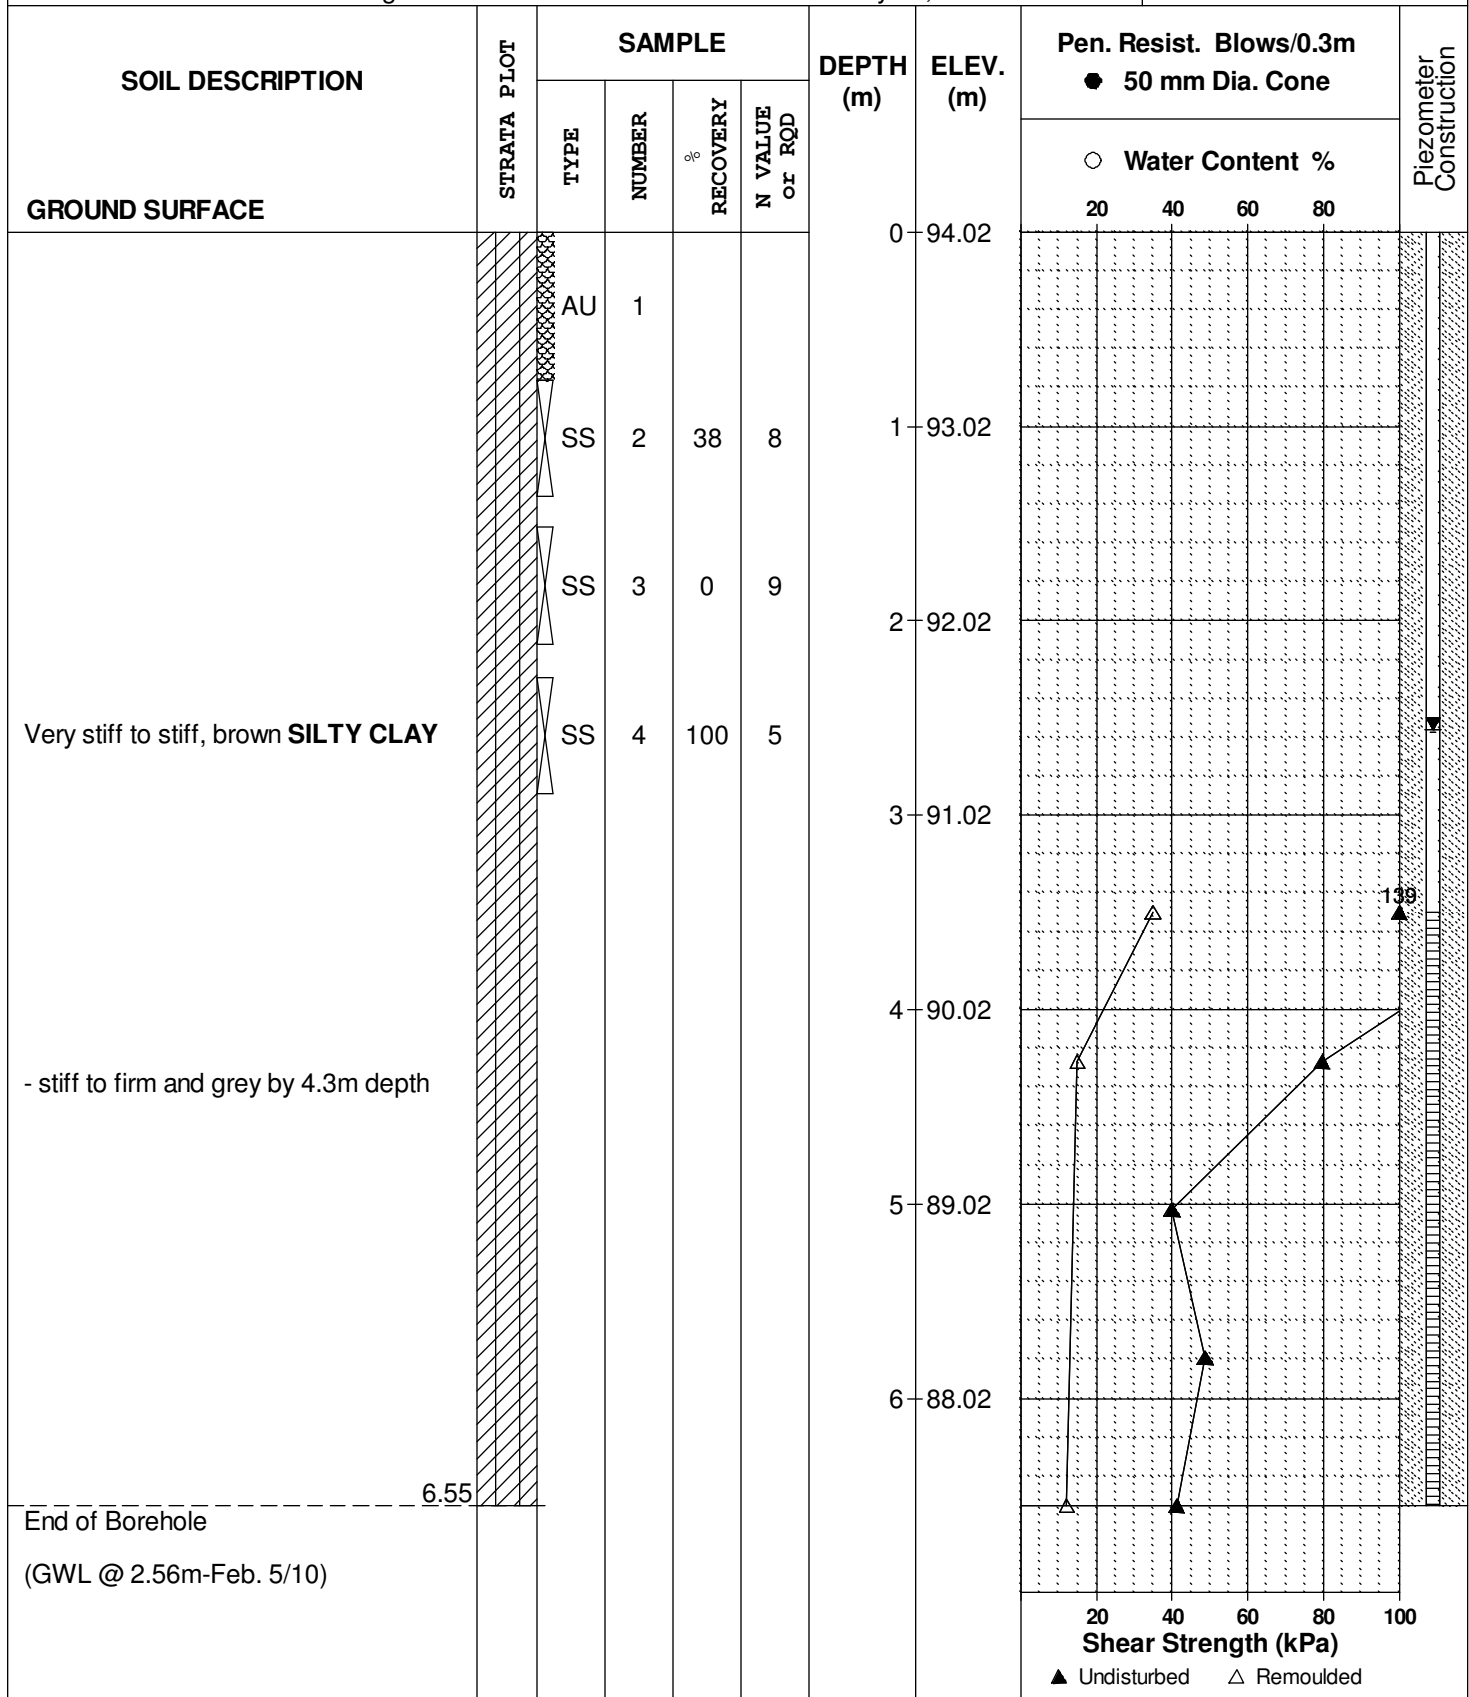 SOIL DESCRIPTION
GROUND SURFACE
STRATA PLOT
SAMPLE
TYPE
NUMBER
%
RECOVERY
N VALUE
or RQD
DEPTH
(m)
ELEV.
(m)
Pen. Resist. Blows/0.3m
● 50 mm Dia. Cone
○ Water Content %
20 40 60 80
Piezometer
Construction
0 94.02
AU 1
1 93.02
SS 2 38 8
SS 3 0 9
2 92.02
Very stiff to stiff, brown SILTY CLAY
SS 4 100 5
3 91.02
139
4 90.02
- stiff to firm and grey by 4.3m depth
5 89.02
6 88.02
6.55
End of Borehole
(GWL @ 2.56m-Feb. 5/10)
20 40 60 80 100
Shear Strength (kPa)
▲ Undisturbed △ Remoulded